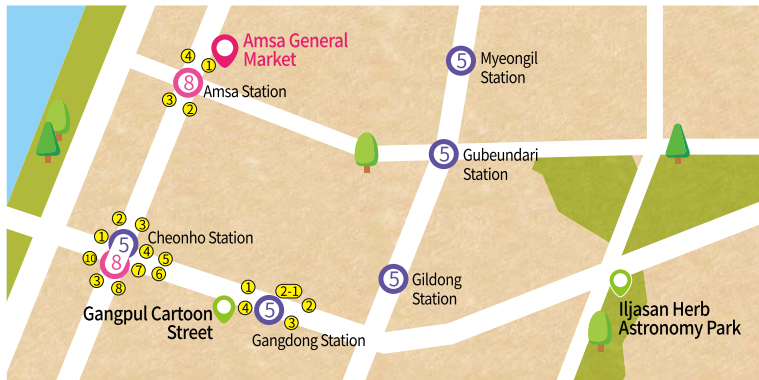 Amsa General
Market
4
1
8
Amsa Station
3
2
5
Myeongil
Station
5
Gubeundari
Station
2
3
1
5
Cheonho Station
4
10
8
5
7
6
3
8
Gangpul Cartoon
Street
1
2-1
4
5
2
3
Gangdong Station
5
Gildong
Station
Iljasan Herb
Astronomy Park